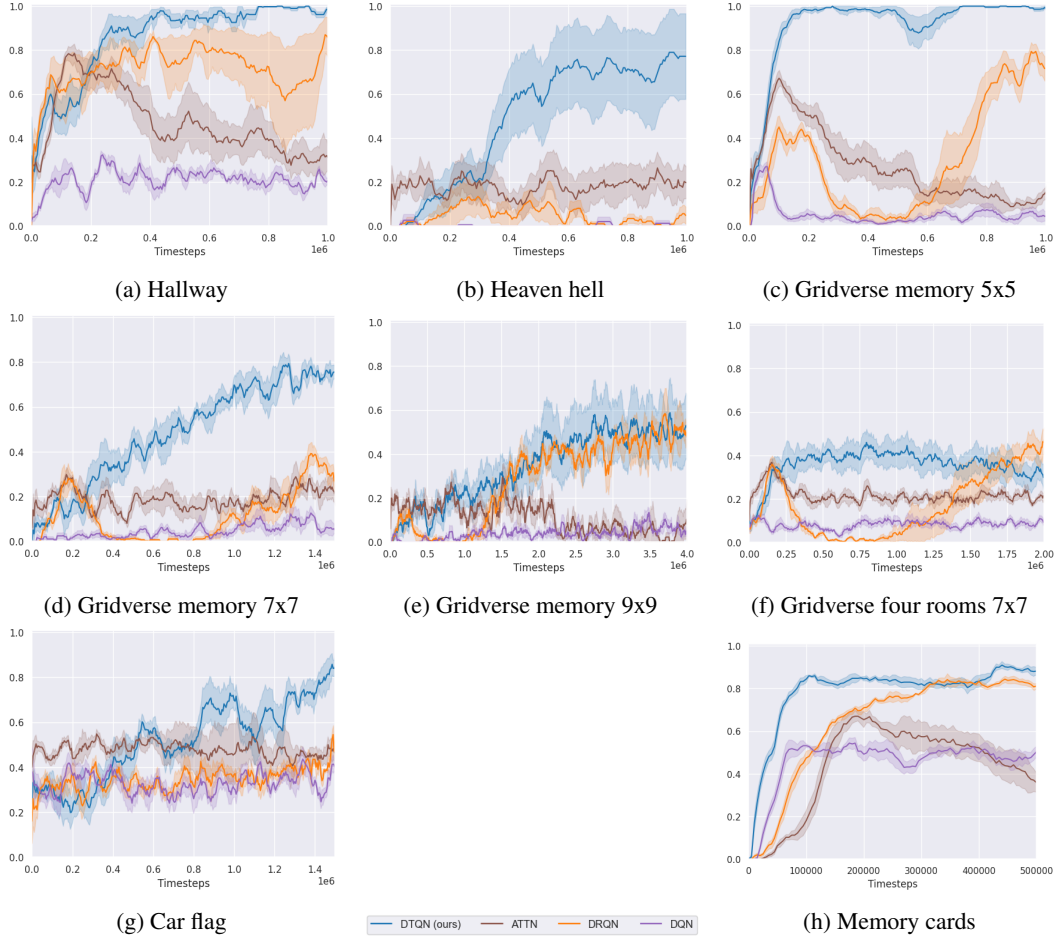 1.0
0.8
0.6
0.4
0.2
0.0
0.0 0.2 0.4 0.6 0.8 1.0
Timesteps 1e6
(a) Hallway
1.0
0.8
0.6
0.4
0.2
0.0
0.0 0.2 0.4 0.6 0.8 1.0
Timesteps 1e6
(b) Heaven hell
1.0
0.8
0.6
0.4
0.2
0.0
0.0 0.2 0.4 0.6 0.8 1.0
Timesteps 1e6
(c) Gridverse memory 5x5
1.0
0.8
0.6
0.4
0.2
0.0
0.0 0.2 0.4 0.6 0.8 1.0 1.2 1.4
Timesteps 1e6
(d) Gridverse memory 7x7
1.0
0.8
0.6
0.4
0.2
0.0
0.0 0.5 1.0 1.5 2.0 2.5 3.0 3.5 4.0
Timesteps 1e6
(e) Gridverse memory 9x9
1.0
0.8
0.6
0.4
0.2
0.0
0.00 0.25 0.50 0.75 1.00 1.25 1.50 1.75 2.00
Timesteps 1e6
(f) Gridverse four rooms 7x7
1.0
0.8
0.6
0.4
0.2
0.0
0.0 0.2 0.4 0.6 0.8 1.0 1.2 1.4
Timesteps 1e6
(g) Car flag
DTQN (ours) ATTN DRQN DQN
1.0
0.8
0.6
0.4
0.2
0.0
0 100000 200000 300000 400000 500000
Timesteps
(h) Memory cards